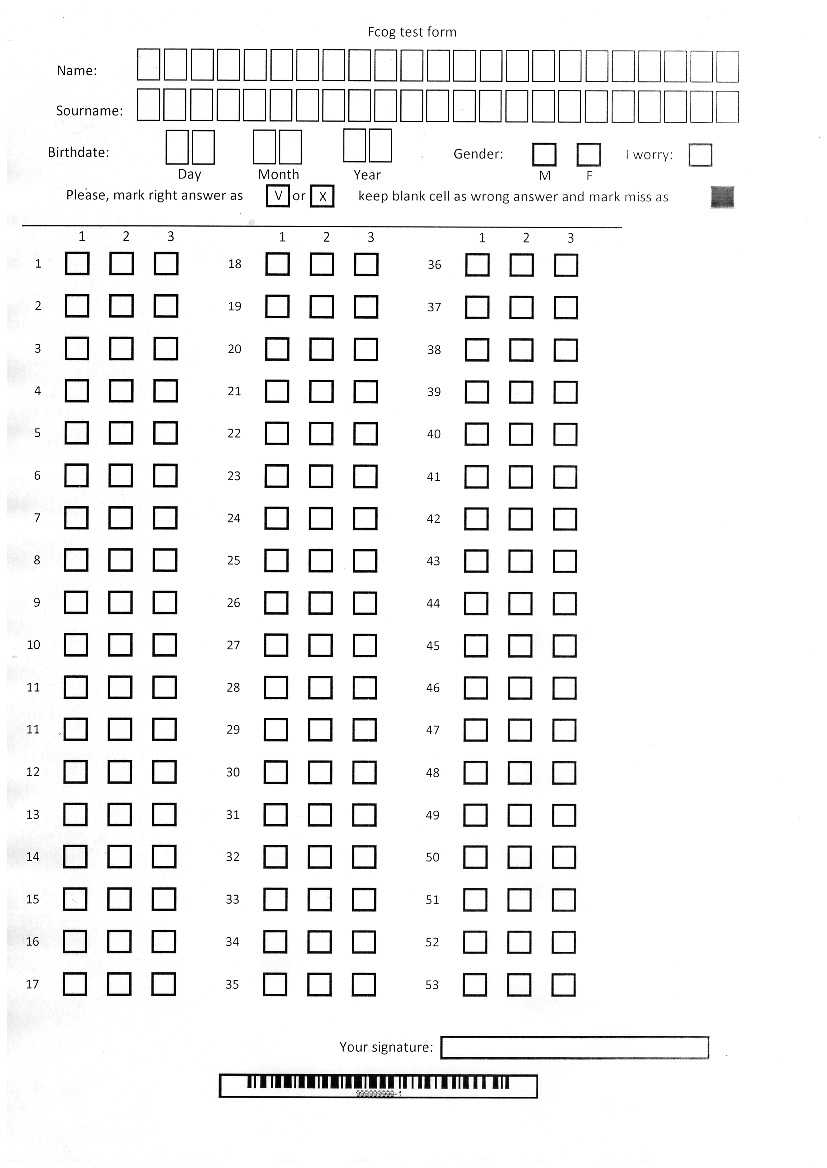 Fcog test form
Name:
Sourname:
Birthdate:
Day Month Year
Gender: M F
I worry:
Please, mark right answer as V or X keep blank cell as wrong answer and mark miss as
1 2 3 1 2 3 1 2 3
1 18 36
2 19 37
3 20 38
4 21 39
5 22 40
6 23 41
7 24 42
8 25 43
9 26 44
10 27 45
11 28 46
11 29 47
12 30 48
13 31 49
14 32 50
15 33 51
16 34 52
17 35 53
Your signature: